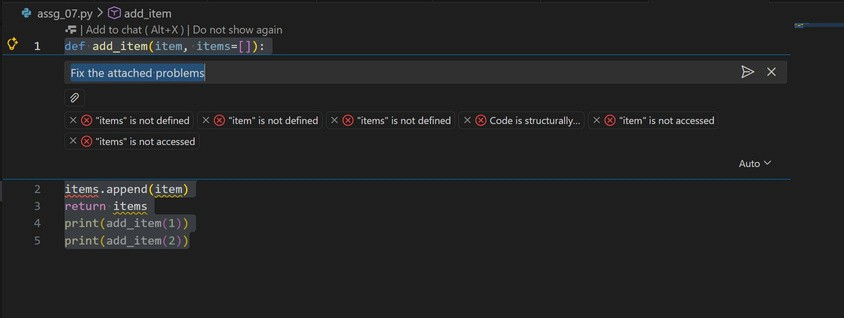 assg_07.py > add_item
| Add to chat ( Alt+X ) | Do not show again
1 def add_item(item, items=[]):
Fix the attached problems
"items" is not defined "item" is not defined "items" is not defined Code is structurally... "item" is not accessed
"items" is not accessed
Auto
2 items.append(item)
3 return items
4 print(add_item(1))
5 print(add_item(2))